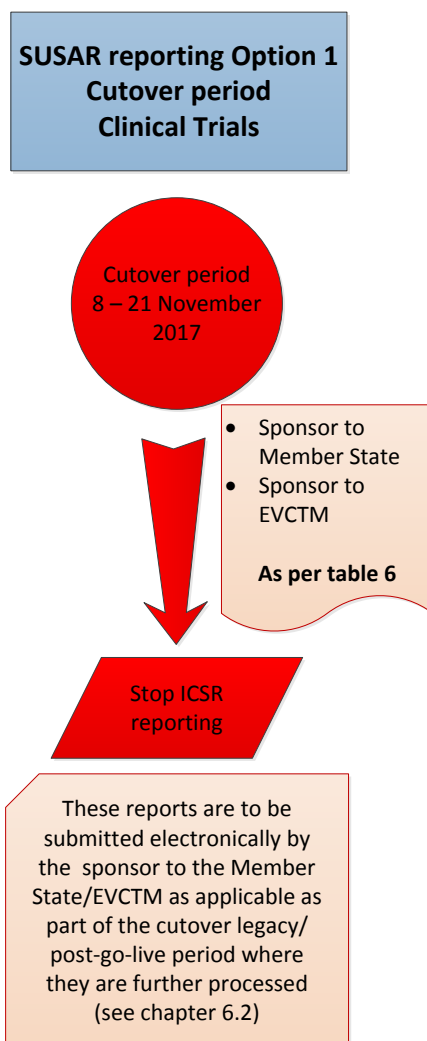 SUSAR reporting Option 1
Cutover period
Clinical Trials
Cutover period
8 – 21 November
2017
• Sponsor to
Member State
• Sponsor to
EVCTM
As per table 6
Stop ICSR
reporting
These reports are to be
submitted electronically by
the sponsor to the Member
State/EVCTM as applicable as
part of the cutover legacy/
post-go-live period where
they are further processed
(see chapter 6.2)